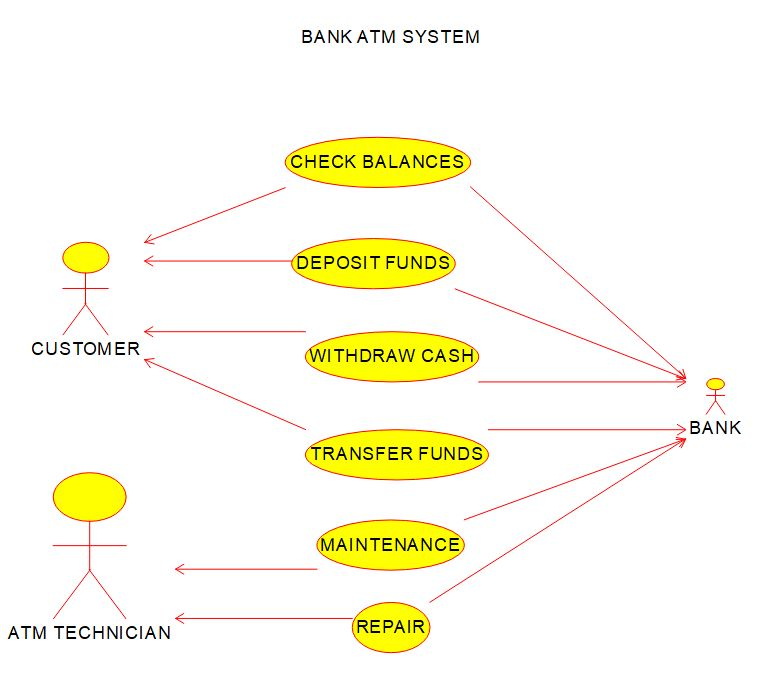 BANK ATM SYSTEM
CHECK BALANCES
DEPOSIT FUNDS
CUSTOMER
WITHDRAW CASH
BANK
TRANSFER FUNDS
MAINTENANCE
ATM TECHNICIAN
REPAIR